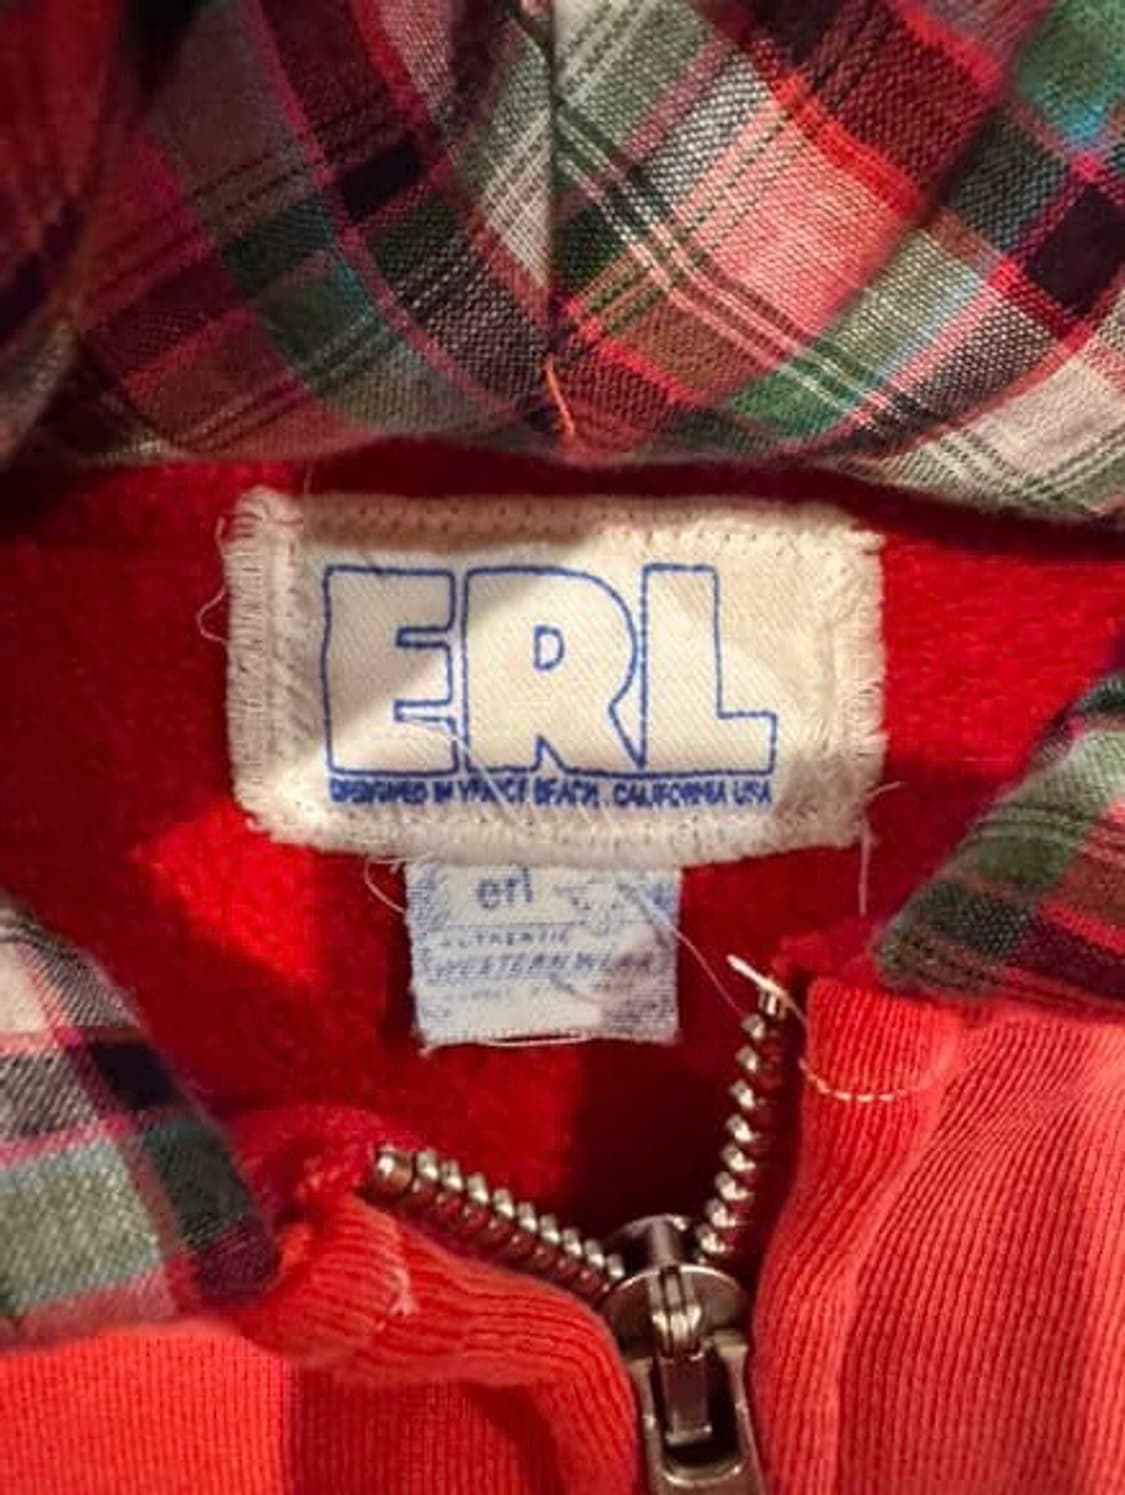 ERL
DESIGNED IN VENICE BEACH. CALIFORNIA USA
erl
AUTHENTIC
WESTERN WEAR